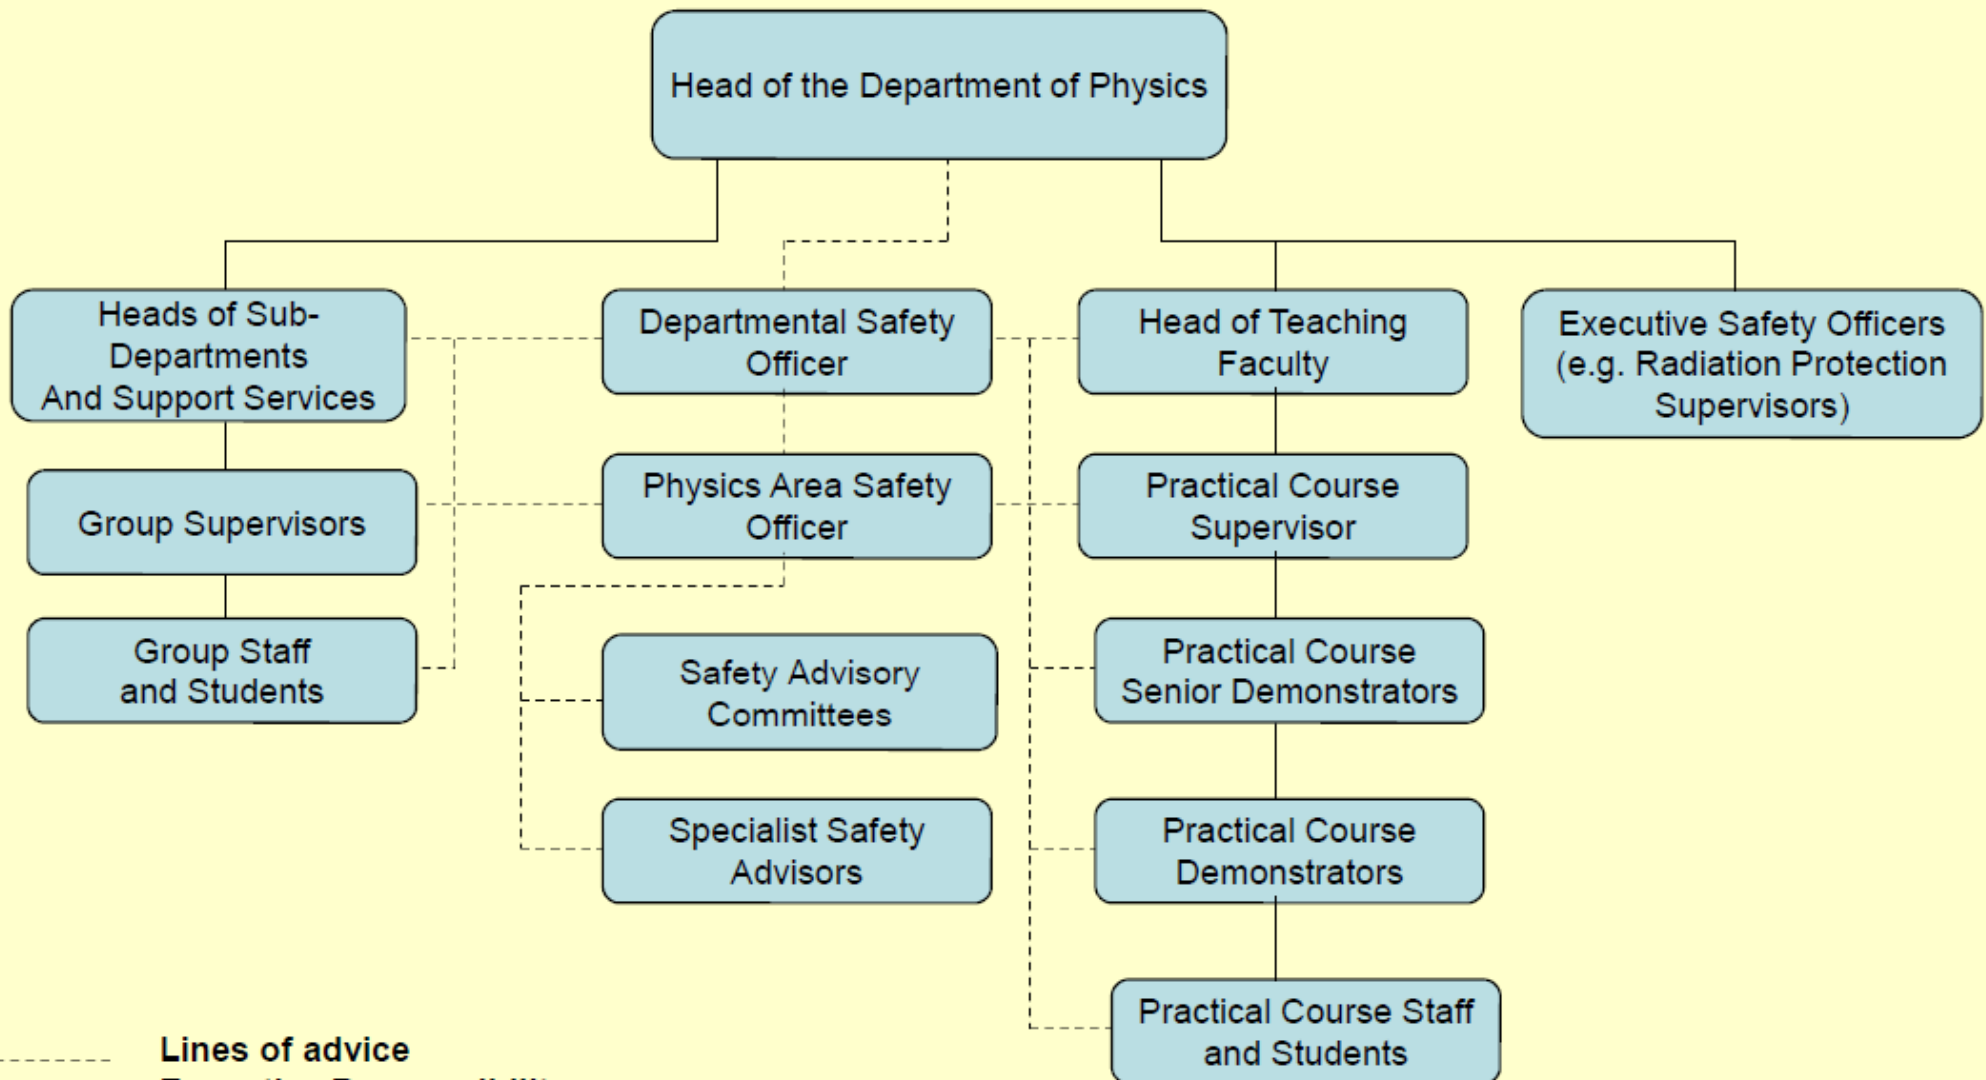 Head of the Department of Physics
Heads of Sub-
Departments
And Support Services
Departmental Safety
Officer
Head of Teaching
Faculty
Executive Safety Officers
(e.g. Radiation Protection
Supervisors)
Group Supervisors
Physics Area Safety
Officer
Practical Course
Supervisor
Group Staff
and Students
Safety Advisory
Committees
Practical Course
Senior Demonstrators
Specialist Safety
Advisors
Practical Course
Demonstrators
Practical Course Staff
and Students
Lines of advice